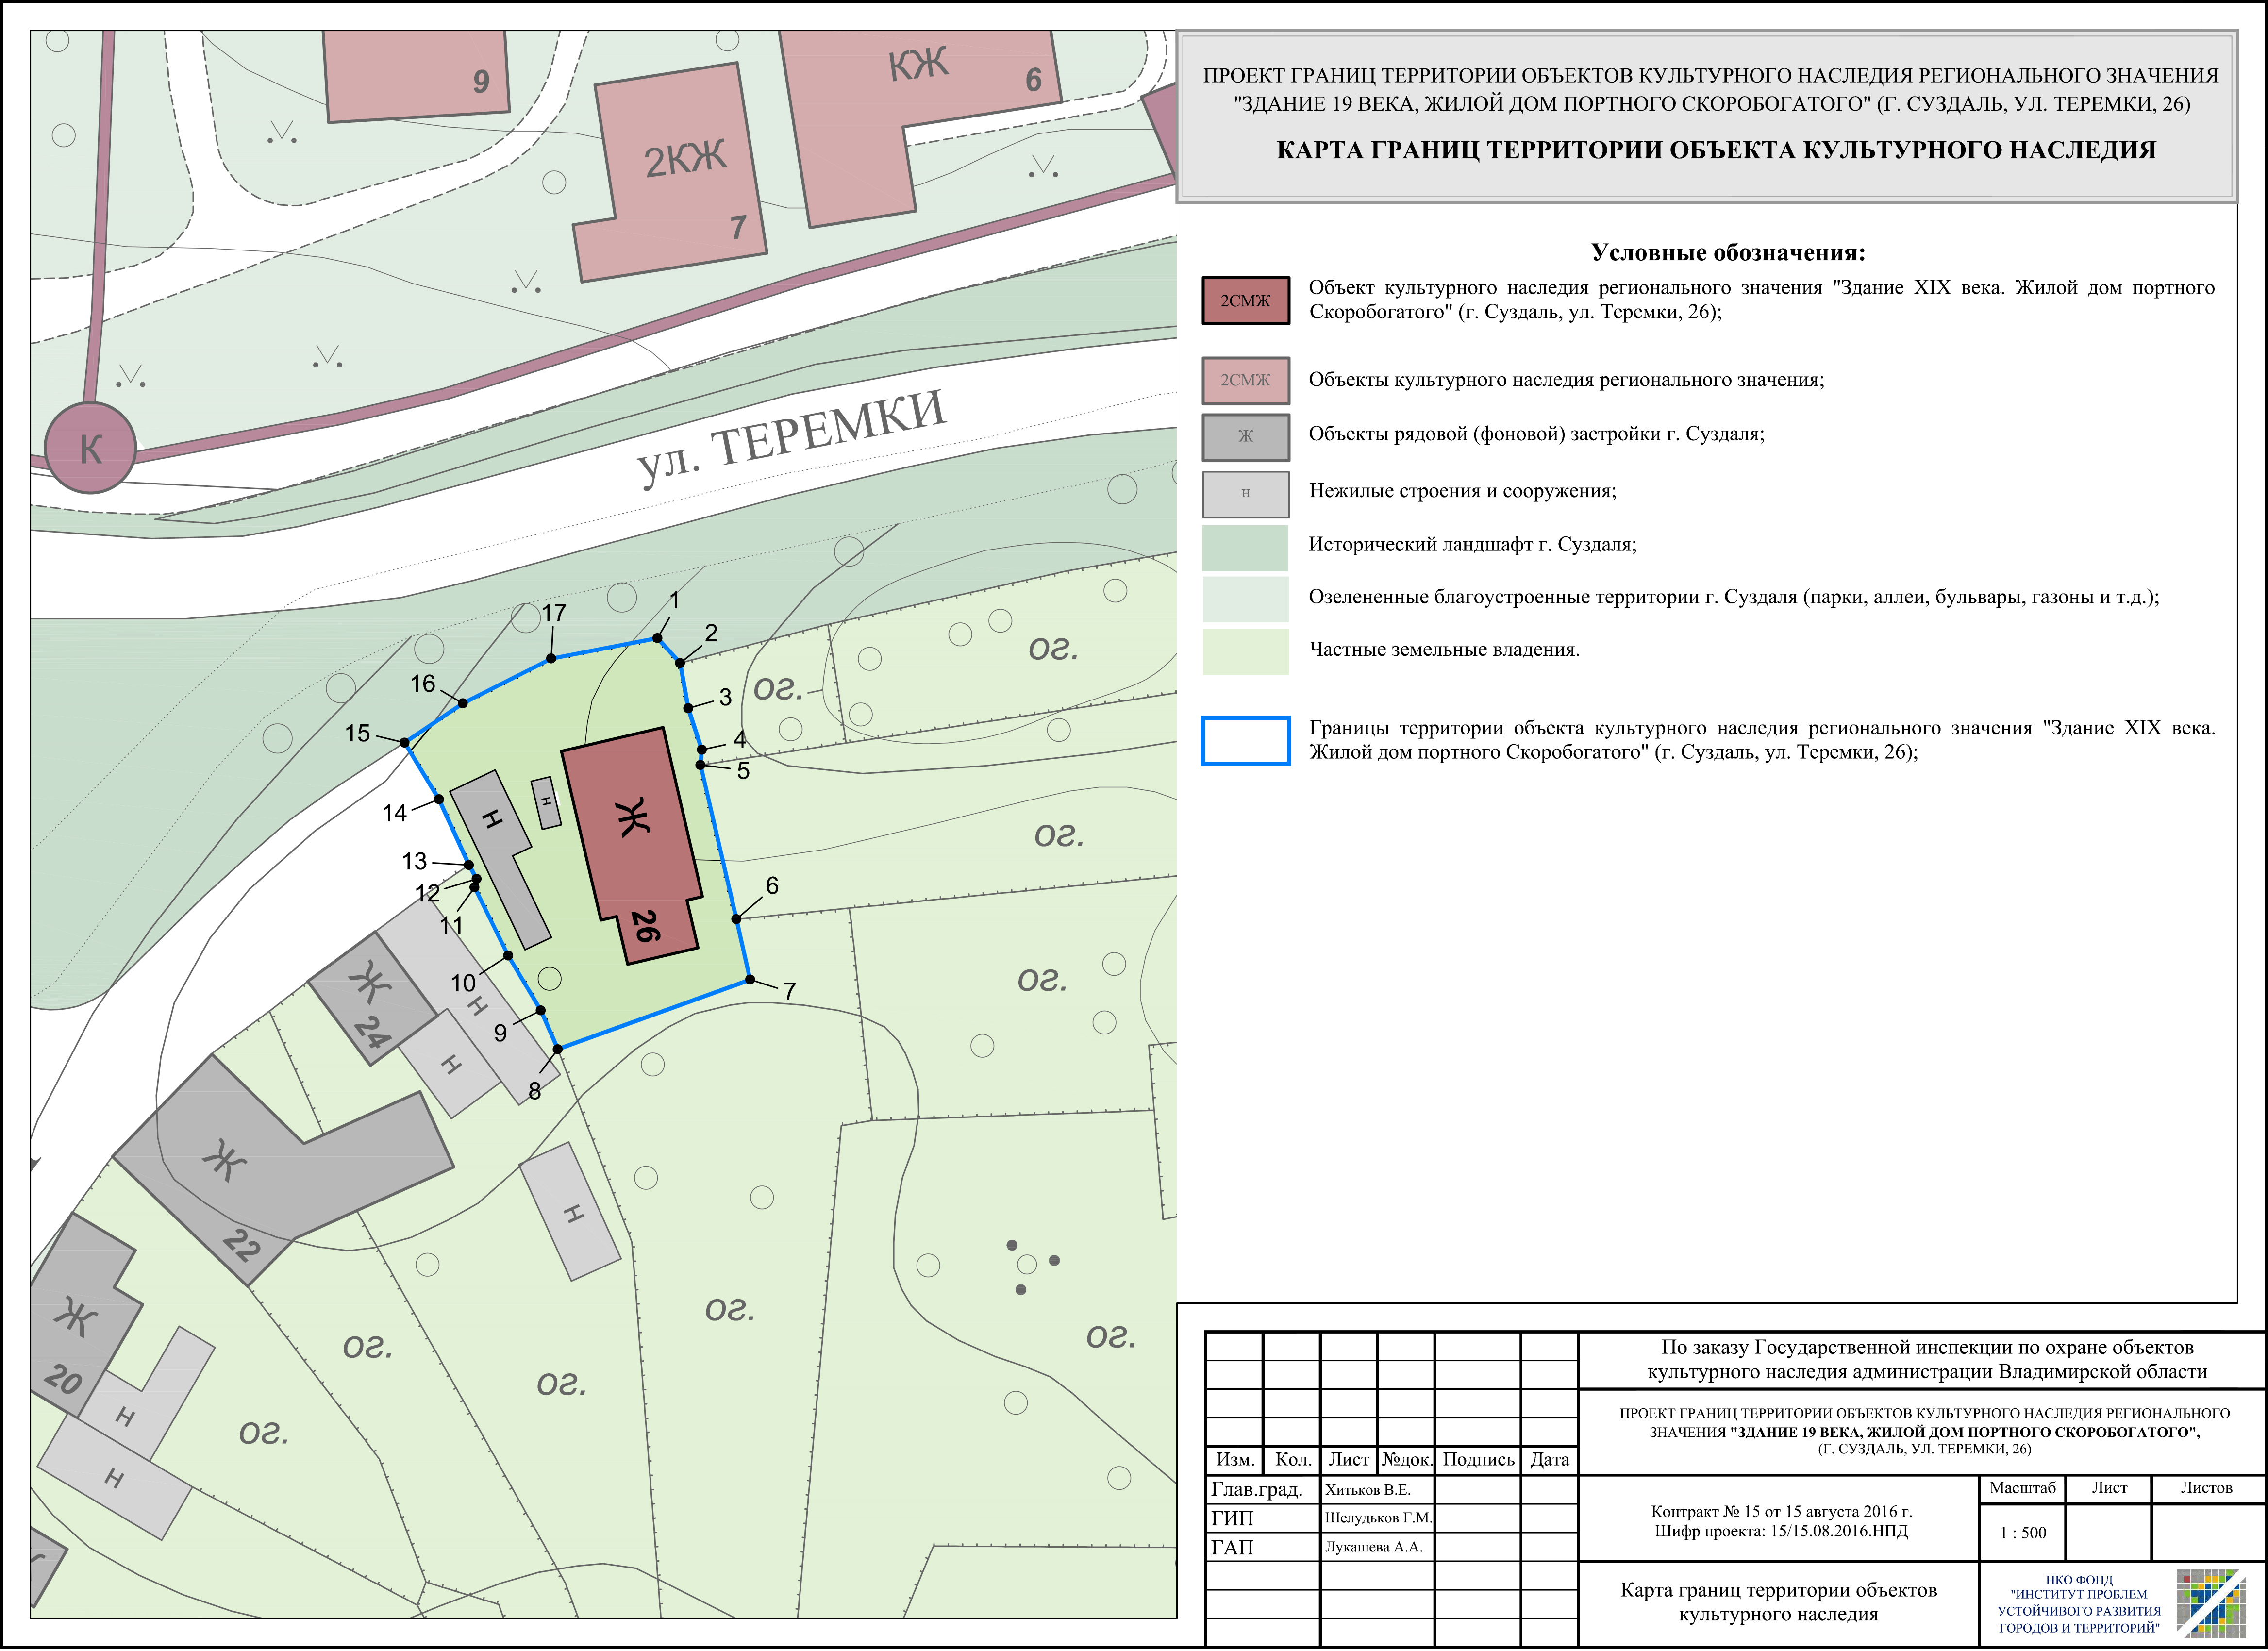 ПРОЕКТ ГРАНИЦ ТЕРРИТОРИИ ОБЪЕКТОВ КУЛЬТУРНОГО НАСЛЕДИЯ РЕГИОНАЛЬНОГО ЗНАЧЕНИЯ
"ЗДАНИЕ 19 ВЕКА, ЖИЛОЙ ДОМ ПОРТНОГО СКОРОБОГАТОГО" (Г. СУЗДАЛЬ, УЛ. ТЕРЕМКИ, 26)
КАРТА ГРАНИЦ ТЕРРИТОРИИ ОБЪЕКТА КУЛЬТУРНОГО НАСЛЕДИЯ
9
2КЖ
7
КЖ
6
К
ул. ТЕРЕМКИ
1
2
3
4
5
6
7
8
9
10
11
12
13
14
15
16
17
Ж
26
н
н
ог.
ог.
ог.
ог.
Ж
24
н
н
Ж
22
н
Ж
20
н
н
ог.
ог.
ог.
ог.
ог.
Условные обозначения:
2СМЖ
Объект культурного наследия регионального значения "Здание XIX века. Жилой дом портного
Скоробогатого" (г. Суздаль, ул. Теремки, 26);
2СМЖ
Объекты культурного наследия регионального значения;
Ж
Объекты рядовой (фоновой) застройки г. Суздаля;
н
Нежилые строения и сооружения;
Исторический ландшафт г. Суздаля;
Озелененные благоустроенные территории г. Суздаля (парки, аллеи, бульвары, газоны и т.д.);
Частные земельные владения.
Границы территории объекта культурного наследия регионального значения "Здание XIX века.
Жилой дом портного Скоробогатого" (г. Суздаль, ул. Теремки, 26);
По заказу Государственной инспекции по охране объектов
культурного наследия администрации Владимирской области
ПРОЕКТ ГРАНИЦ ТЕРРИТОРИИ ОБЪЕКТОВ КУЛЬТУРНОГО НАСЛЕДИЯ РЕГИОНАЛЬНОГО
ЗНАЧЕНИЯ "ЗДАНИЕ 19 ВЕКА, ЖИЛОЙ ДОМ ПОРТНОГО СКОРОБОГАТОГО",
(Г. СУЗДАЛЬ, УЛ. ТЕРЕМКИ, 26)
Изм. Кол. Лист №док. Подпись Дата
Глав.град. Хитьков В.Е.
ГИП Шелудьков Г.М.
ГАП Лукашева А.А.
Контракт № 15 от 15 августа 2016 г.
Шифр проекта: 15/15.08.2016.НПД
Масштаб Лист Листов
1 : 500
Карта границ территории объектов
культурного наследия
НКО ФОНД
"ИНСТИТУТ ПРОБЛЕМ
УСТОЙЧИВОГО РАЗВИТИЯ
ГОРОДОВ И ТЕРРИТОРИЙ"